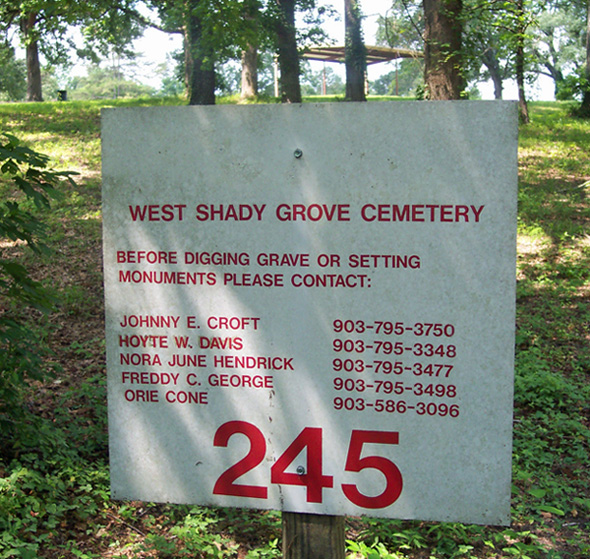 WEST SHADY GROVE CEMETERY
BEFORE DIGGING GRAVE OR SETTING
MONUMENTS PLEASE CONTACT:
JOHNNY E. CROFT 903-795-3750
HOYTE W. DAVIS 903-795-3348
NORA JUNE HENDRICK 903-795-3477
FREDDY C. GEORGE 903-795-3498
ORIE CONE 903-586-3096
245